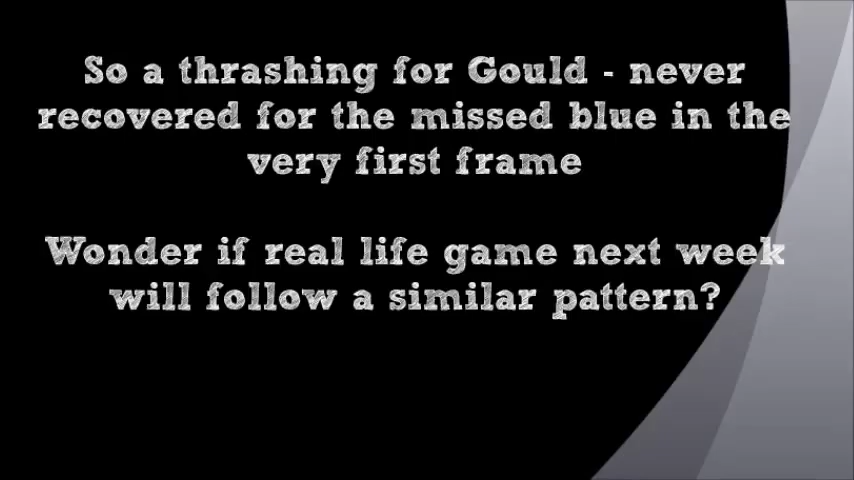 So a thrashing for Gould - never
recovered for the missed blue in the
very first frame
Wonder if real life game next week
will follow a similar pattern?